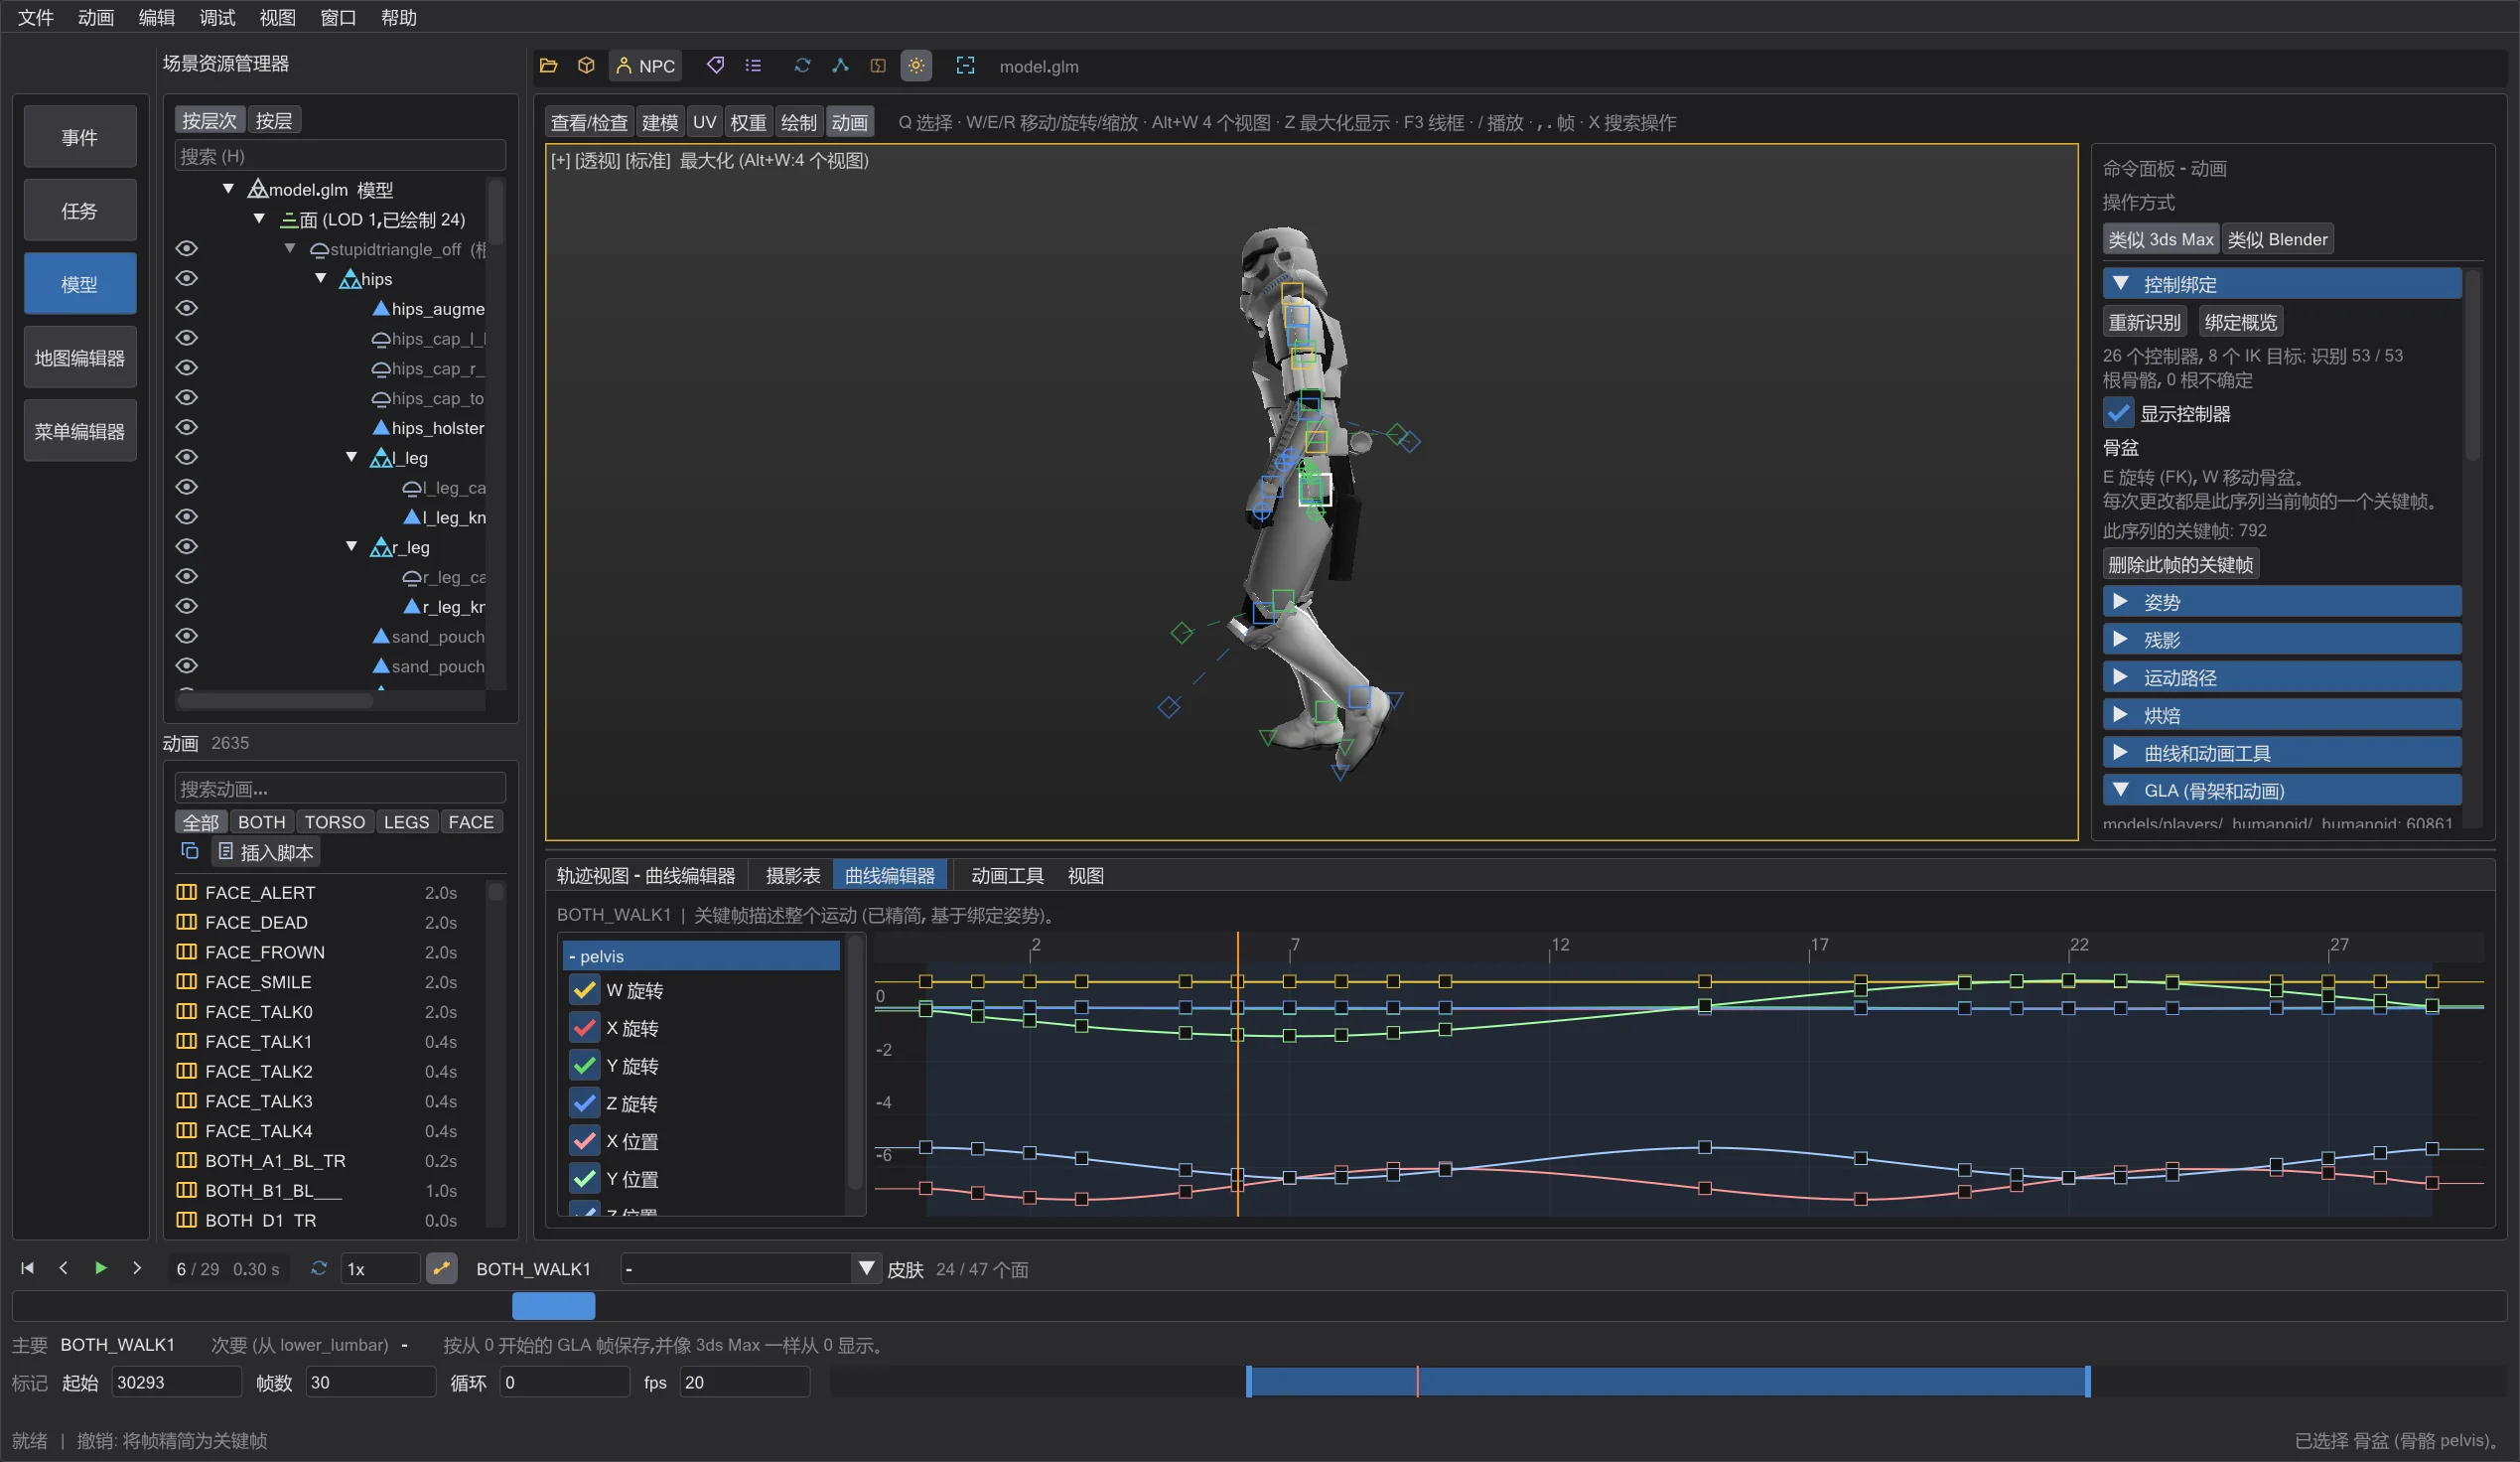 文件 动画 编辑 调试 视图 窗口 帮助
场景资源管理器
NPC model.glm
事件
任务
模型
地图编辑器
菜单编辑器
按层次 按层
搜索 (H)
model.glm 模型
面 (LOD 1,已绘制 24)
stupidtriangle_off
hips
hips_augme
hips_cap_l_
hips_cap_r_
hips_cap_to
hips_holster
l_leg
l_leg_ca
l_leg_kn
r_leg
r_leg_ca
r_leg_kn
sand_pouch
sand_pouch
动画 2635
搜索动画...
全部 BOTH TORSO LEGS FACE
插入脚本
FACE_ALERT 2.0s
FACE_DEAD 2.0s
FACE_FROWN 2.0s
FACE_SMILE 2.0s
FACE_TALK0 2.0s
FACE_TALK1 0.4s
FACE_TALK2 0.4s
FACE_TALK3 0.4s
FACE_TALK4 0.4s
BOTH_A1_BL_TR 0.2s
BOTH_B1_BL___ 1.0s
BOTH_D1_TR 0.0s
查看/检查 建模 UV 权重 绘制 动画 Q 选择 · W/E/R 移动/旋转/缩放 · Alt+W 4 个视图 · Z 最大化显示 · F3 线框 · / 播放 · , . 帧 · X 搜索操作
[+] [透视] [标准] 最大化 (Alt+W:4 个视图)
命令面板 - 动画
操作方式
类似 3ds Max 类似 Blender
控制绑定
重新识别 绑定概览
26 个控制器, 8 个 IK 目标; 识别 53 / 53
根骨骼, 0 根不确定
显示控制器
骨盆
E 旋转 (FK), W 移动骨盆。
每次更改都是此序列当前帧的一个关键帧。
此序列的关键帧: 792
删除此帧的关键帧
姿势
残影
运动路径
烘焙
曲线和动画工具
GLA (骨架和动画)
models/players/_humanoid/_humanoid: 60861
轨迹视图 - 曲线编辑器 摄影表 曲线编辑器 动画工具 视图
BOTH_WALK1 | 关键帧描述整个运动 (已精简, 基于绑定姿势)。
- pelvis
W 旋转
X 旋转
Y 旋转
Z 旋转
X 位置
Y 位置
Z 位置
2 7 12 17 22 27
0
-2
-4
-6
6 / 29 0.30 s 1x BOTH_WALK1 - 皮肤 24 / 47 个面
主要 BOTH_WALK1 次要 (从 lower_lumbar) - 按从 0 开始的 GLA 帧保存,并像 3ds Max 一样从 0 显示。
标记 起始 30293 帧数 30 循环 0 fps 20
就绪 | 撤销: 将帧精简为关键帧
已选择 骨盆 (骨骼 pelvis)。